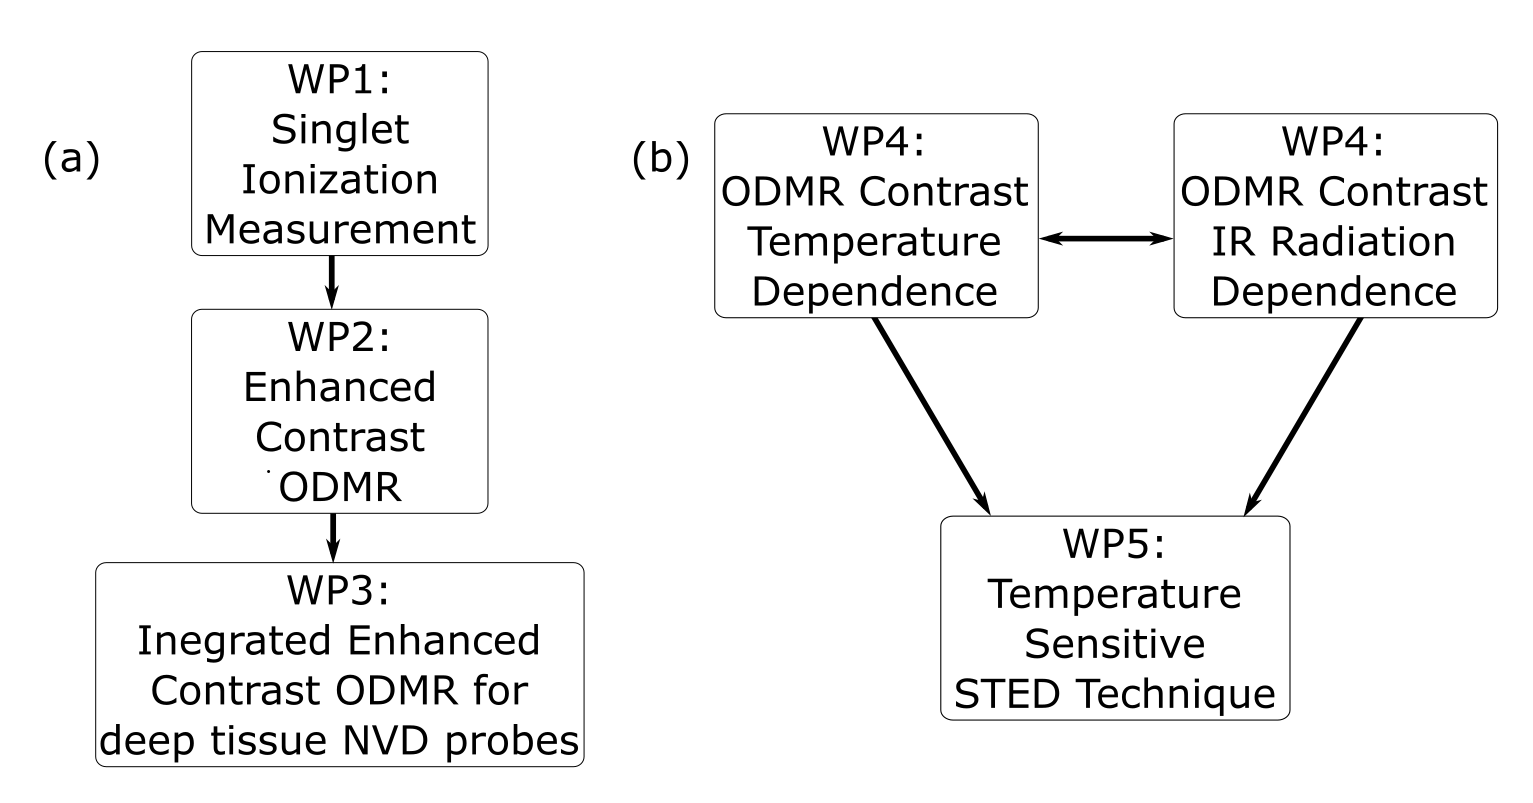 (a)
WP1:
Singlet
Ionization
Measurement
WP2:
Enhanced
Contrast
ODMR
WP3:
Inegrated Enhanced
Contrast ODMR for
deep tissue NVD probes
(b)
WP4:
ODMR Contrast
Temperature
Dependence
WP4:
ODMR Contrast
IR Radiation
Dependence
WP5:
Temperature
Sensitive
STED Technique